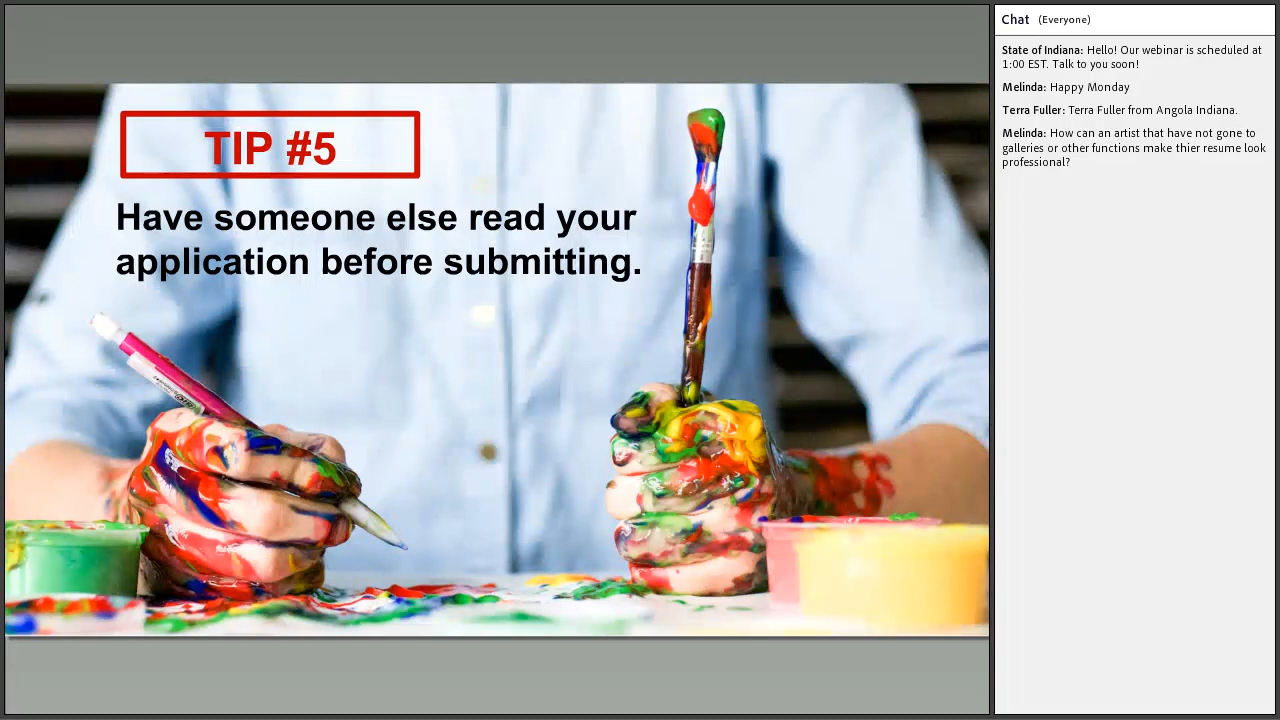 TIP #5
Have someone else read your
application before submitting.
Chat (Everyone)
State of Indiana: Hello! Our webinar is scheduled at
1:00 EST. Talk to you soon!
Melinda: Happy Monday
Terra Fuller: Terra Fuller from Angola Indiana.
Melinda: How can an artist that have not gone to
galleries or other functions make thier resume look
professional?